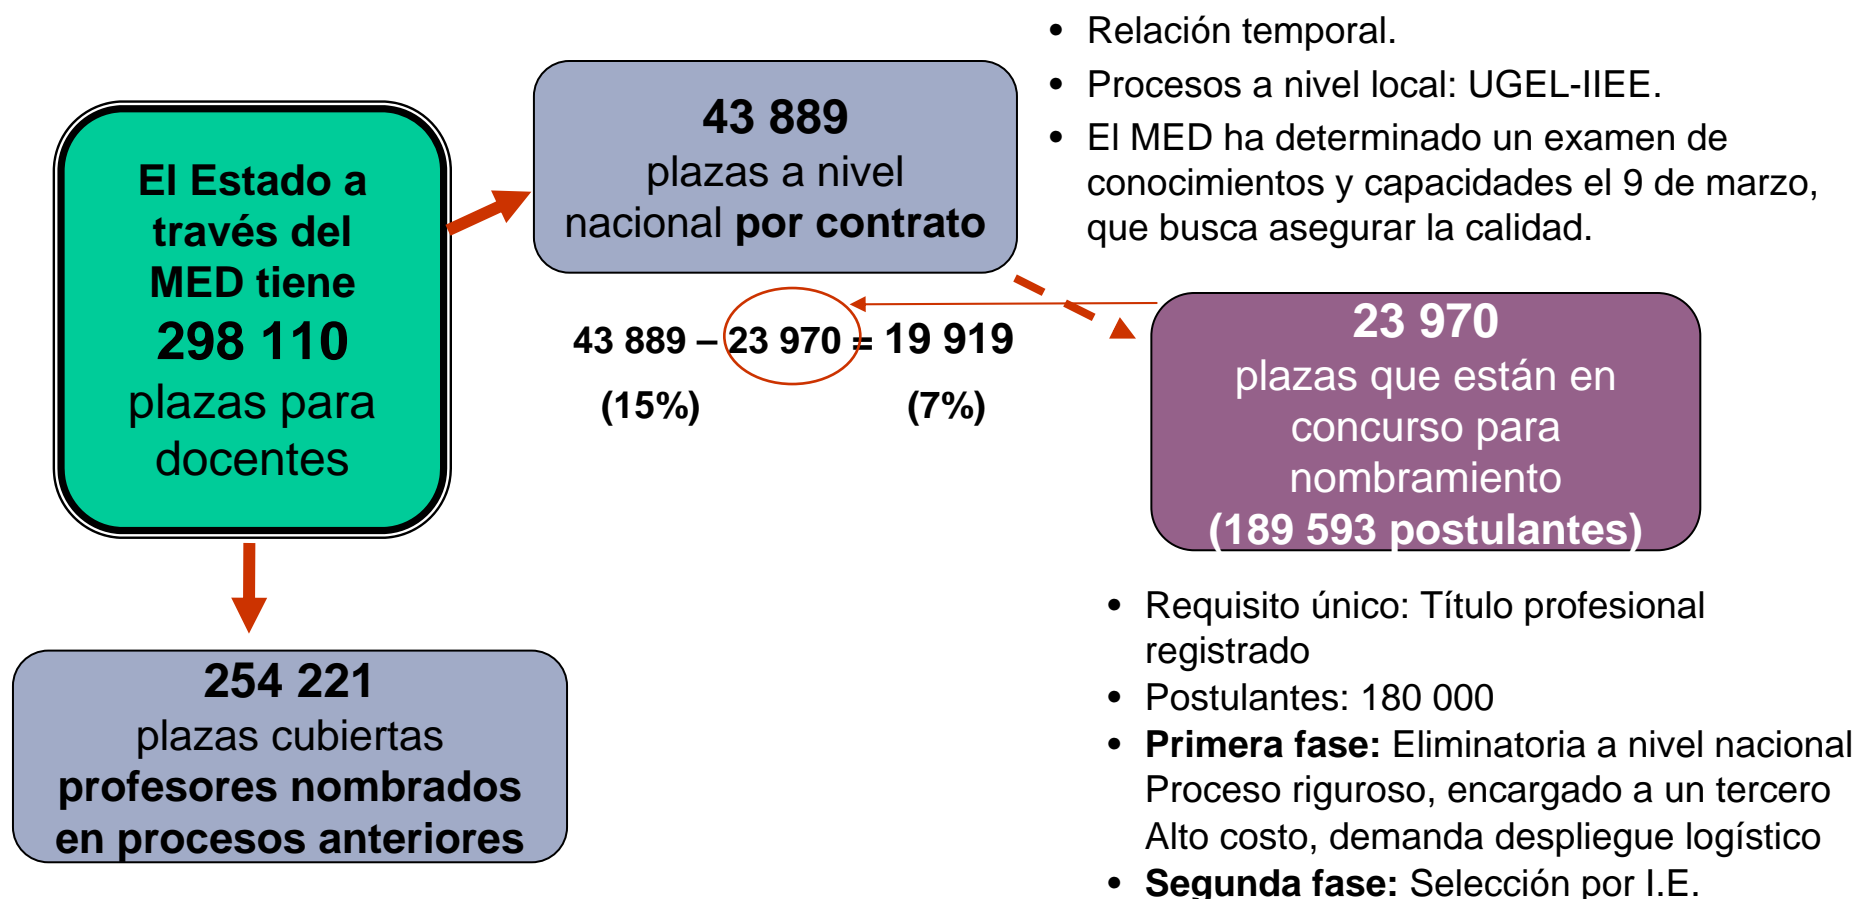 El Estado a
través del
MED tiene
298 110
plazas para
docentes
43 889
plazas a nivel
nacional por contrato
• Relación temporal.
• Procesos a nivel local: UGEL-IIEE.
• El MED ha determinado un examen de
conocimientos y capacidades el 9 de marzo,
que busca asegurar la calidad.
43 889 – 23 970 = 19 919
(15%) (7%)
23 970
plazas que están en
concurso para
nombramiento
(189 593 postulantes)
254 221
plazas cubiertas
profesores nombrados
en procesos anteriores
• Requisito único: Título profesional
registrado
• Postulantes: 180 000
• Primera fase: Eliminatoria a nivel nacional
Proceso riguroso, encargado a un tercero
Alto costo, demanda despliegue logístico
• Segunda fase: Selección por I.E.